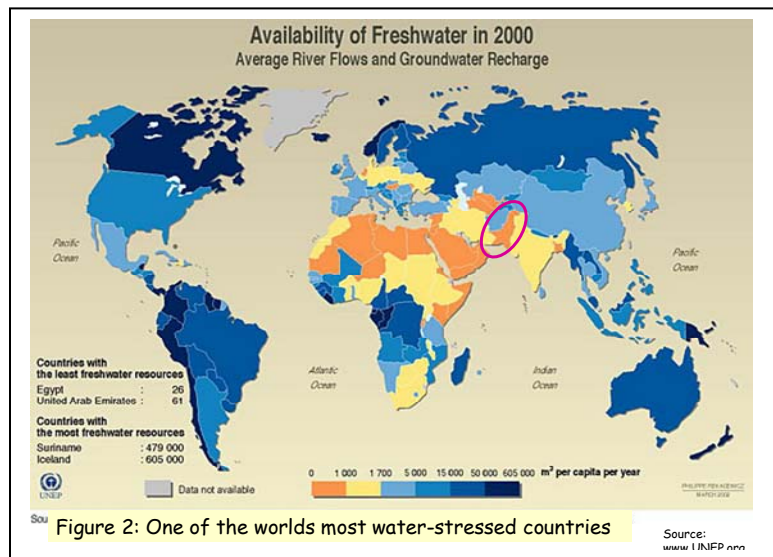 Availability of Freshwater in 2000
Average River Flows and Groundwater Recharge
Pacific
Ocean
Pacific
Ocean
Atlantic
Ocean
Indian
Ocean
Countries with
the least freshwater resources
Egypt : 26
United Arab Emirates : 61
Countries with
the most freshwater resources
Suriname : 479 000
Iceland : 605 000
0 1 000 1 700 5 000 15 000 50 000 605 000 m³ per capita per year
Data not available
UNEP
MARCH 2002
Figure 2: One of the worlds most water-stressed countries
Source:
www.UNEP.org